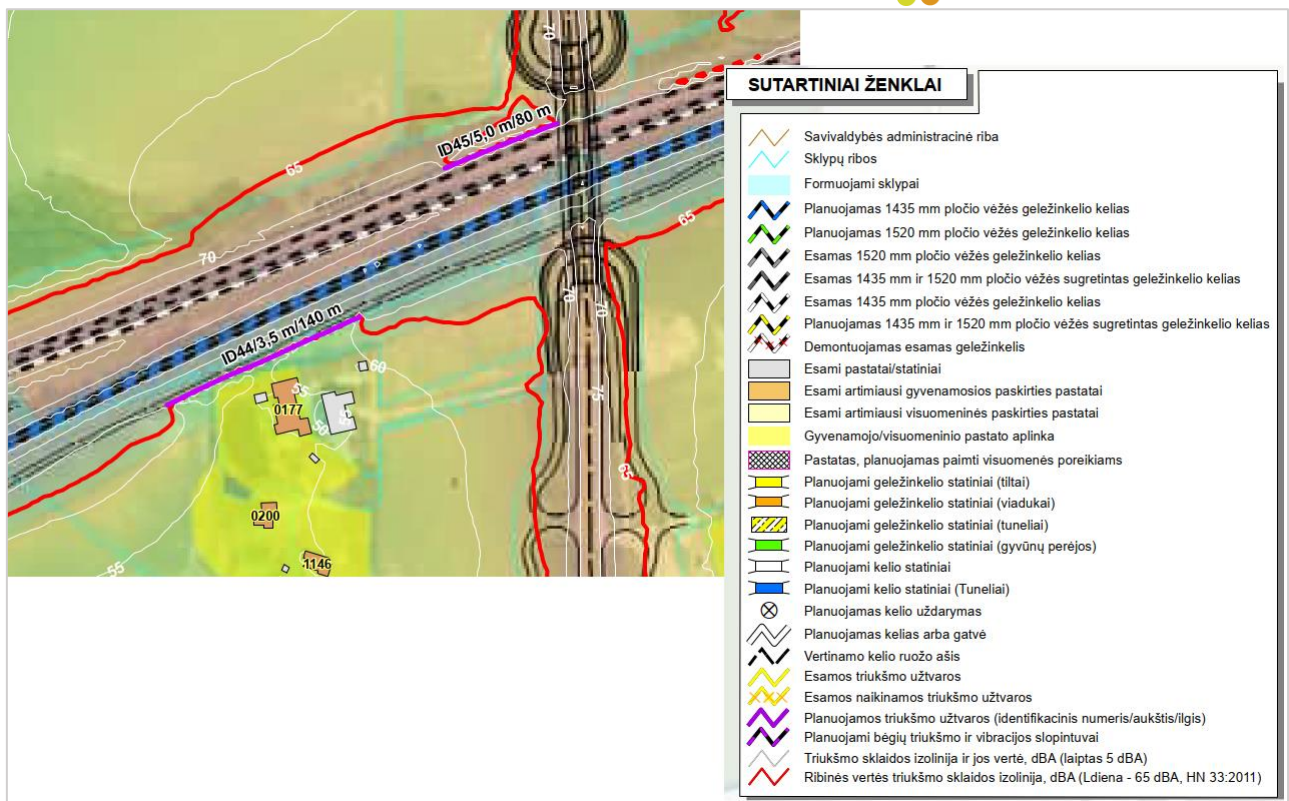 70
ID45/5,0 m/80 m
65
65
70
70
70
ID44/3,5 m/140 m
60
55
0177
55
75
65
0200
1146
55
SUTARTINIAI ŽENKLAI
Savivaldybės administracinė riba
Sklypų ribos
Formuojami sklypai
Planuojamas 1435 mm pločio vėžės geležinkelio kelias
Planuojamas 1520 mm pločio vėžės geležinkelio kelias
Esamas 1520 mm pločio vėžės geležinkelio kelias
Esamas 1435 mm ir 1520 mm pločio vėžės sugretintas geležinkelio kelias
Esamas 1435 mm pločio vėžės geležinkelio kelias
Planuojamas 1435 mm ir 1520 mm pločio vėžės sugretintas geležinkelio kelias
Demontuojamas esamas geležinkelis
Esami pastatai/statiniai
Esami artimiausi gyvenamosios paskirties pastatai
Esami artimiausi visuomeninės paskirties pastatai
Gyvenamojo/visuomeninio pastato aplinka
Pastatas, planuojamas paimti visuomenės poreikiams
Planuojami geležinkelio statiniai (tiltai)
Planuojami geležinkelio statiniai (viadukai)
Planuojami geležinkelio statiniai (tuneliai)
Planuojami geležinkelio statiniai (gyvūnų perėjos)
Planuojami kelio statiniai
Planuojami kelio statiniai (Tuneliai)
Planuojamas kelio uždarymas
Planuojamas kelias arba gatvė
Vertinamo kelio ruožo ašis
Esamos triukšmo užtvaros
Esamos naikinamos triukšmo užtvaros
Planuojamos triukšmo užtvaros (identifikacinis numeris/aukštis/ilgis)
Planuojami bėgių triukšmo ir vibracijos slopintuvai
Triukšmo sklaidos izolinija ir jos vertė, dBA (laiptas 5 dBA)
Ribinės vertės triukšmo sklaidos izolinija, dBA (Ldiena - 65 dBA, HN 33:2011)